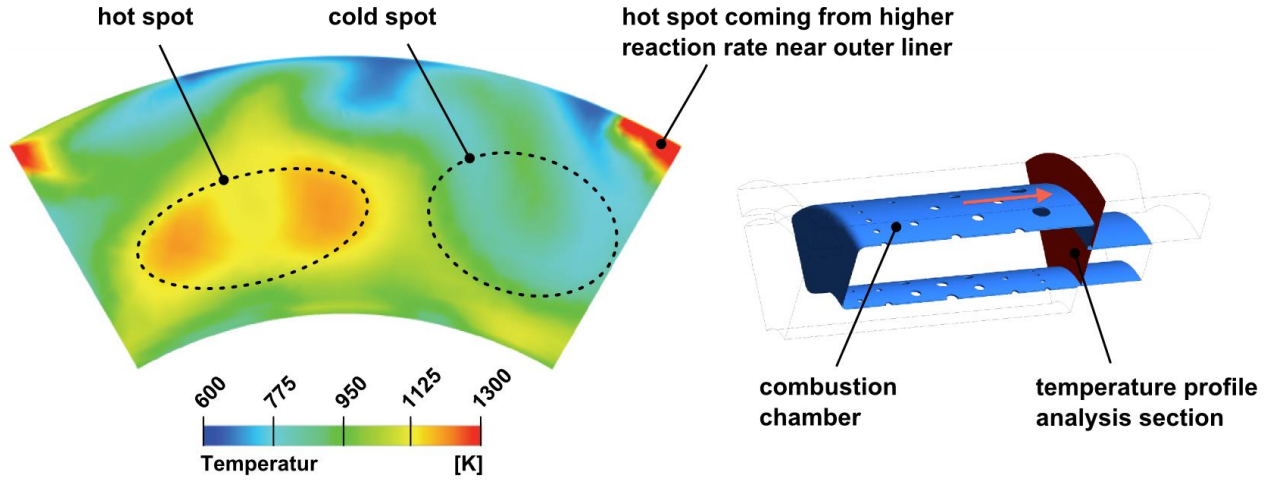 hot spot
cold spot
hot spot coming from higher
reaction rate near outer liner
600
775
950
1125
1300
Temperatur
[K]
combustion
chamber
temperature profile
analysis section